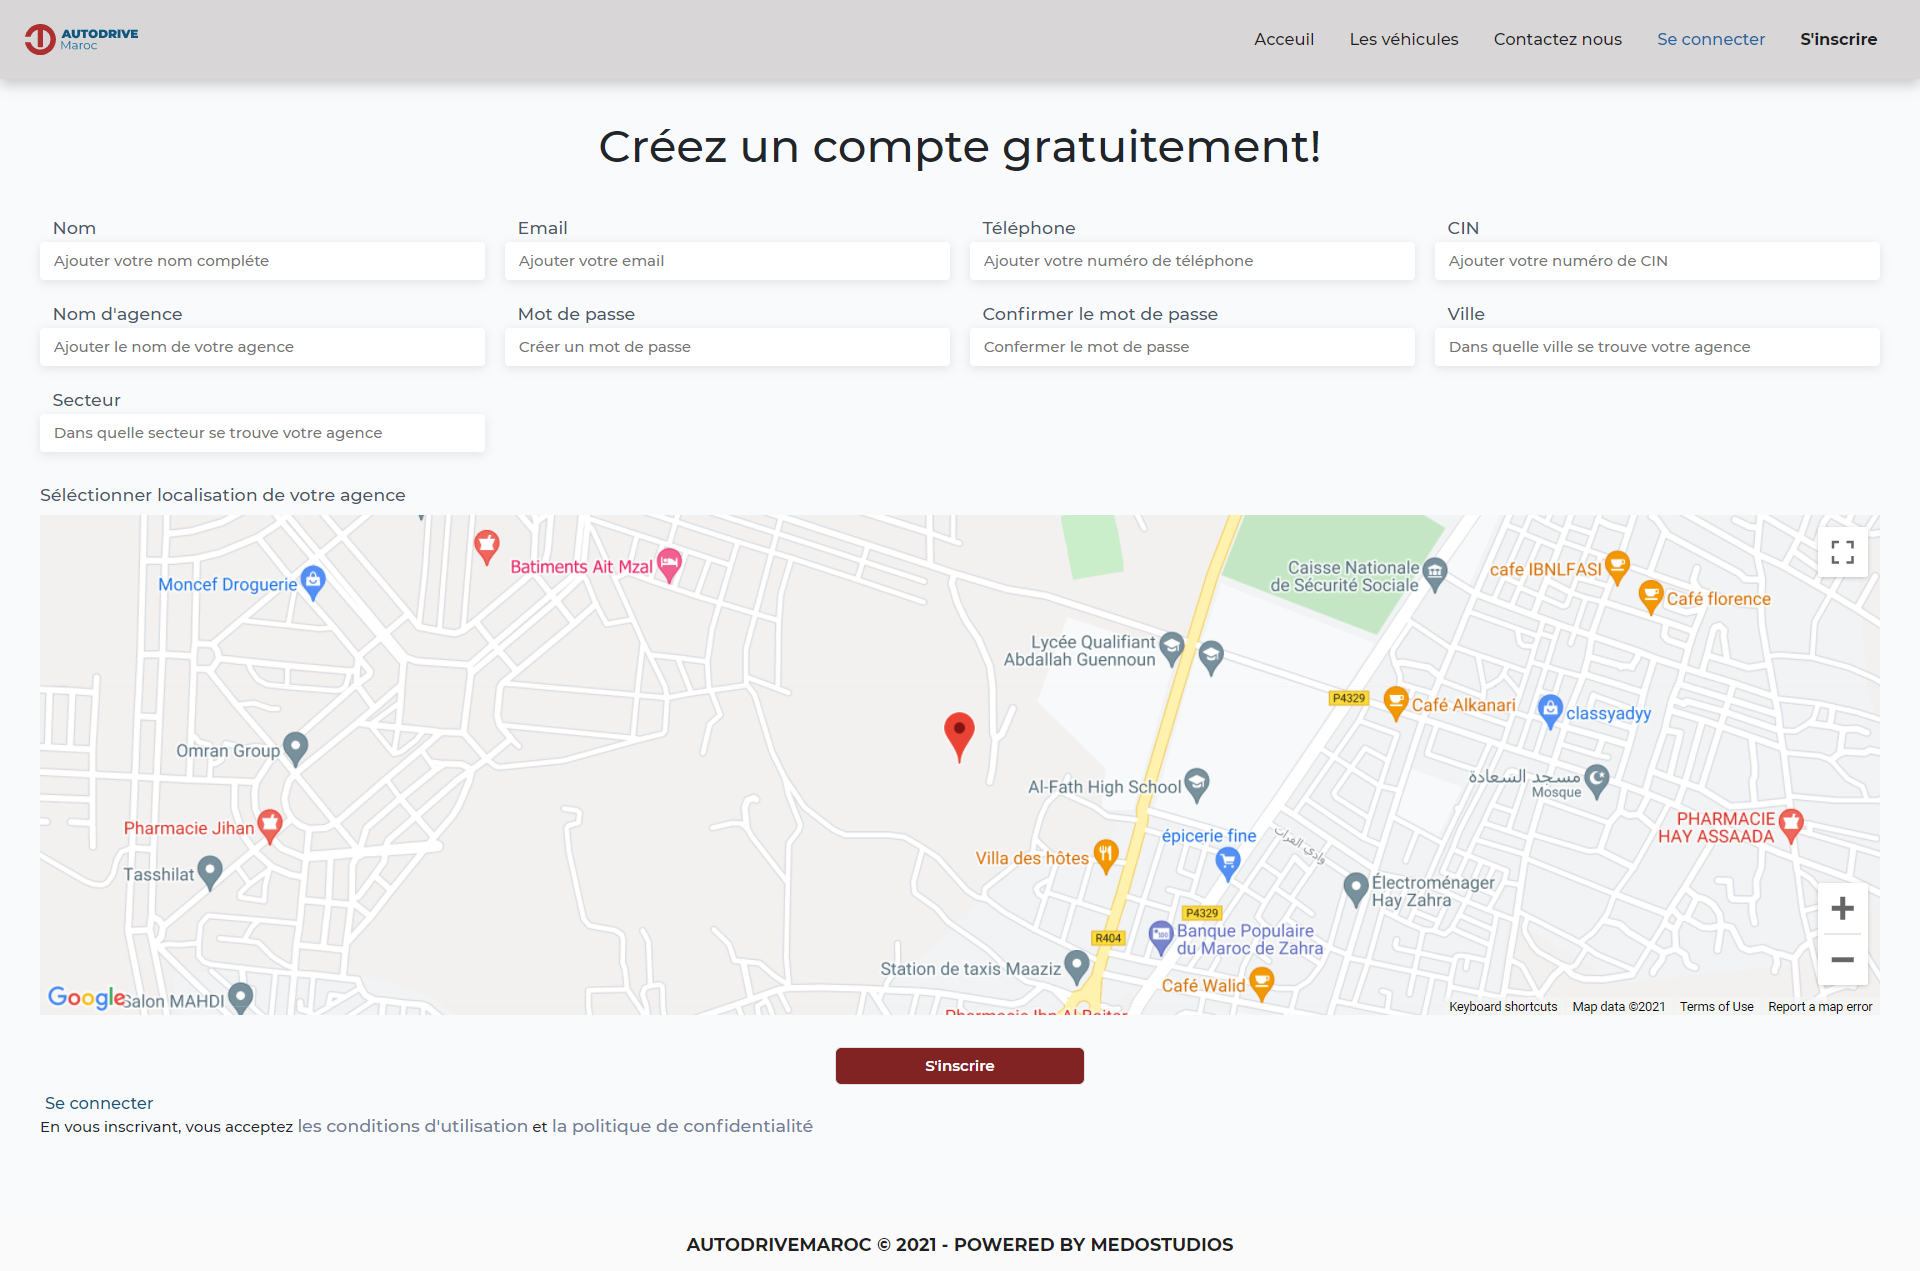 AUTODRIVE
Maroc
Acceuil
Les véhicules
Contactez nous
Se connecter
S'inscrire
Créez un compte gratuitement!
Nom
Email
Téléphone
CIN
Ajouter votre nom compléte
Ajouter votre email
Ajouter votre numéro de téléphone
Ajouter votre numéro de CIN
Nom d'agence
Mot de passe
Confirmer le mot de passe
Ville
Ajouter le nom de votre agence
Créer un mot de passe
Confermer le mot de passe
Dans quelle ville se trouve votre agence
Secteur
Dans quelle secteur se trouve votre agence
Séléctionner localisation de votre agence
Batiments Ait Mzal
Moncef Droguerie
Caisse Nationale
de Sécurité Sociale
cafe IBNLFASI
Café florence
Lycée Qualifiant
Abdallah Guennoun
P4329
Café Alkanari
classyadyy
Omran Group
Al-Fath High School
مسجد السعادة
Mosque
Pharmacie Jihan
PHARMACIE
HAY ASSAADA
épicerie fine
وادي الفرات
Villa des hôtes
Tasshilat
Électroménager
Hay Zahra
P4329
Banque Populaire
du Maroc de Zahra
R404
Station de taxis Maaziz
Café Walid
Google
Salon MAHDI
Pharmacie Ibn Al Baitar
Keyboard shortcuts
Map data ©2021
Terms of Use
Report a map error
S'inscrire
Se connecter
En vous inscrivant, vous acceptez les conditions d'utilisation et la politique de confidentialité
AUTODRIVEMAROC © 2021 - POWERED BY MEDOSTUDIOS